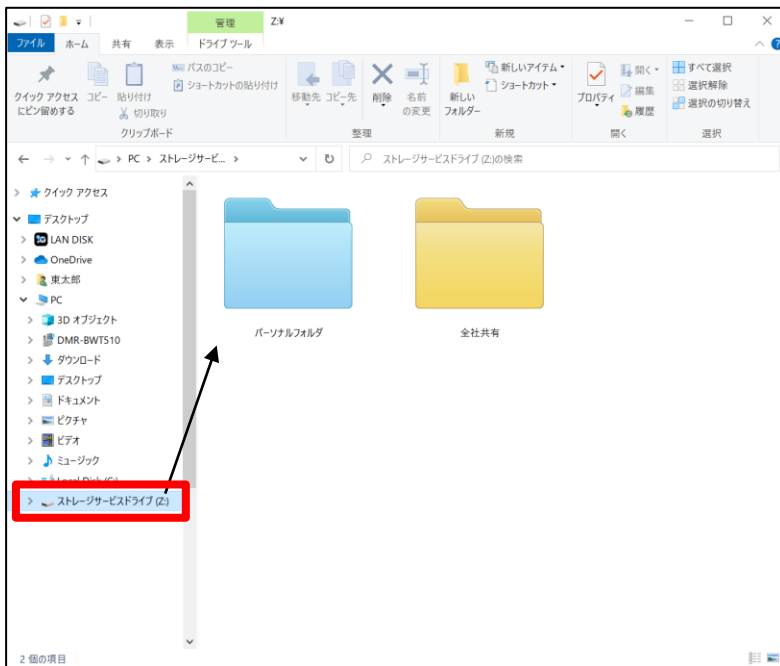 管理
Z:¥
ファイル ホーム 共有 表示 ドライブ ツール
クイック アクセス
にピン留めする
コピー
貼り付け
パスのコピー
ショートカットの貼り付け
切り取り
クリップボード
移動先
コピー先
削除
名前
の変更
整理
新しい
フォルダー
新しいアイテム
ショートカット
新規
プロパティ
開く
編集
履歴
開く
すべて選択
選択解除
選択の切り替え
選択
PC > ストレージサービ... >
ストレージサービスドライブ (Z:)の検索
クイック アクセス
デスクトップ
LAN DISK
OneDrive
東太郎
PC
3D オブジェクト
DMR-BWT510
ダウンロード
デスクトップ
ドキュメント
ピクチャ
ビデオ
ミュージック
Local Disk (C:)
ストレージサービスドライブ (Z:)
パーソナルフォルダ
全社共有
2 個の項目